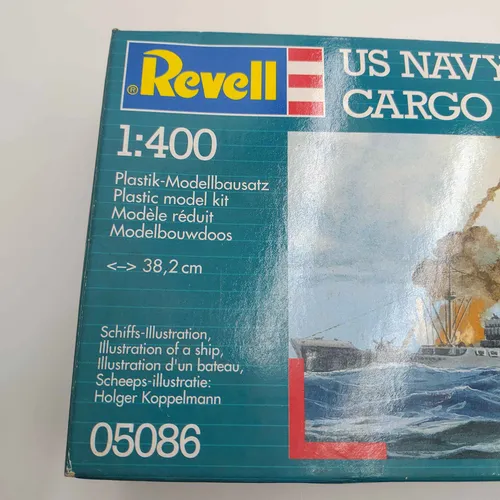 Revell
®
US NAVY
CARGO
1:400
Plastik-Modellbausatz
Plastic model kit
Modèle réduit
Modelbouwdoos
<-> 38,2 cm
Schiffs-Illustration,
Illustration of a ship,
Illustration d'un bateau,
Scheeps-illustratie:
Holger Koppelmann
05086